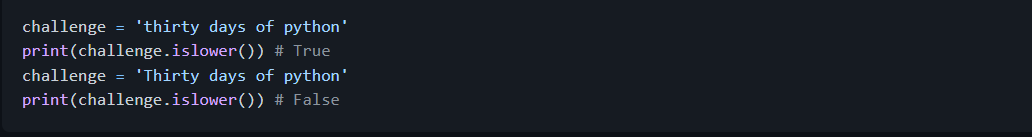 challenge = 'thirty days of python'
print(challenge.islower()) # True
challenge = 'Thirty days of python'
print(challenge.islower()) # False